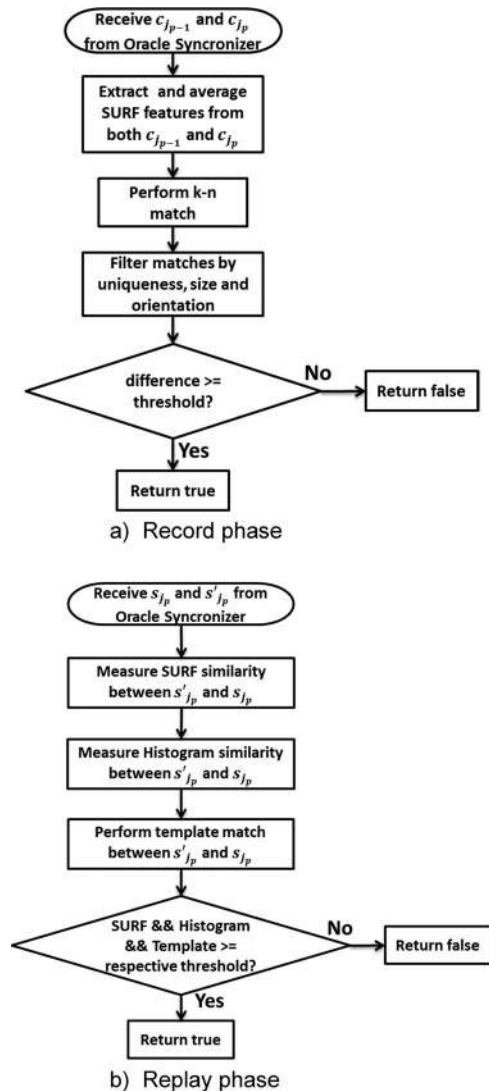 Receive c_{j_{p-1}} and c_{j_p}
from Oracle Syncronizer
Extract and average
SURF features from
both c_{j_{p-1}} and c_{j_p}
Perform k-n
match
Filter matches by
uniqueness, size and
orientation
difference >=
threshold?
No
Return false
Yes
Return true
a) Record phase
Receive s_{j_p} and s'_{j_p} from
Oracle Syncronizer
Measure SURF similarity
between s'_{j_p} and s_{j_p}
Measure Histogram similarity
between s'_{j_p} and s_{j_p}
Perform template match
between s'_{j_p} and s_{j_p}
SURF && Histogram
&& Template >=
respective threshold?
No
Return false
Yes
Return true
b) Replay phase